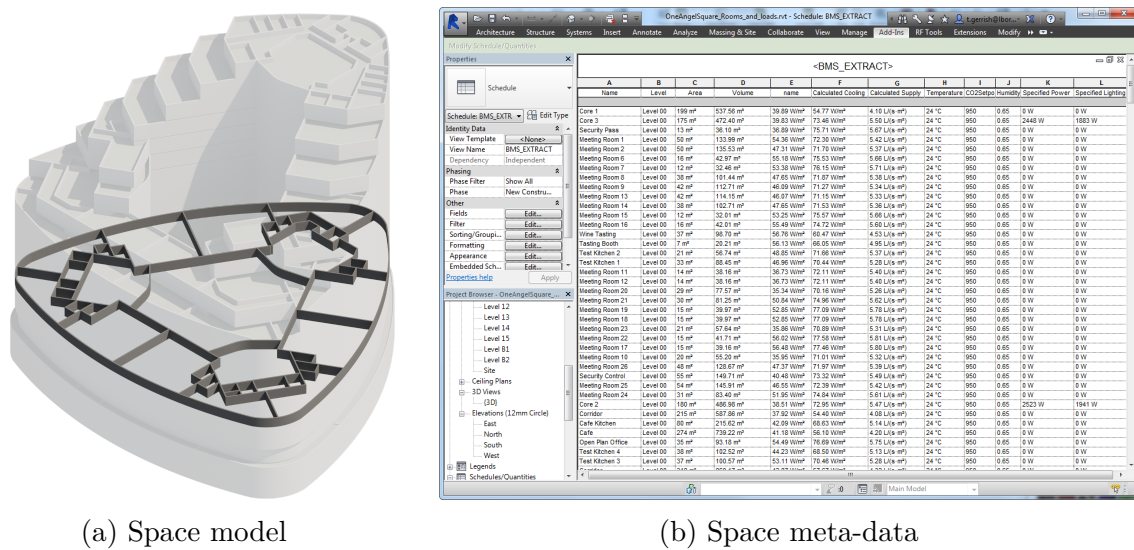 OneAngelSquare_Rooms_and_loads.rvt - Schedule: BMS_EXTRACT
t.gerrish@lbor...
Architecture Structure Systems Insert Annotate Analyze Massing & Site Collaborate View Manage Add-Ins RF Tools Extensions Modify
Modify Schedule/Quantities
Properties
Schedule
Schedule: BMS_EXTR Edit Type
Identity Data
View Template <None>
View Name BMS_EXTRACT
Dependency Independent
Phasing
Phase Filter Show All
Phase New Constru...
Other
Fields Edit...
Filter Edit...
Sorting/Groupi... Edit...
Formatting Edit...
Appearance Edit...
Embedded Sch... Edit...
Properties help Apply
Project Browser - OneAngelSquare_...
Level 12
Level 13
Level 14
Level 15
Level B1
Level B2
Site
Ceiling Plans
3D Views
{3D}
Elevations (12mm Circle)
East
North
South
West
Legends
Schedules/Quantities
<BMS_EXTRACT>
A B C D E F G H I J K L
Name Level Area Volume name Calculated Cooling Calculated Supply Temperature CO2Setpo Humidity Specified Power Specified Lighting
Core 1 Level 00 199 m² 537.56 m³ 39.89 W/m² 54.77 W/m² 4.10 L/(s·m²) 24 °C 950 0.65 0 W 0 W
Core 3 Level 00 175 m² 472.40 m³ 39.83 W/m² 73.46 W/m² 5.50 L/(s·m²) 24 °C 950 0.65 2448 W 1883 W
Security Pass Level 00 13 m² 36.10 m³ 36.89 W/m² 75.71 W/m² 5.67 L/(s·m²) 24 °C 950 0.65 0 W 0 W
Meeting Room 1 Level 00 50 m² 133.99 m³ 54.36 W/m² 72.30 W/m² 5.42 L/(s·m²) 24 °C 950 0.65 0 W 0 W
Meeting Room 2 Level 00 50 m² 135.53 m³ 47.31 W/m² 71.70 W/m² 5.37 L/(s·m²) 24 °C 950 0.65 0 W 0 W
Meeting Room 6 Level 00 16 m² 42.97 m³ 55.18 W/m² 75.53 W/m² 5.66 L/(s·m²) 24 °C 950 0.65 0 W 0 W
Meeting Room 7 Level 00 12 m² 32.46 m³ 53.38 W/m² 76.15 W/m² 5.71 L/(s·m²) 24 °C 950 0.65 0 W 0 W
Meeting Room 8 Level 00 38 m² 101.44 m³ 47.65 W/m² 71.87 W/m² 5.38 L/(s·m²) 24 °C 950 0.65 0 W 0 W
Meeting Room 9 Level 00 42 m² 112.71 m³ 46.09 W/m² 71.27 W/m² 5.34 L/(s·m²) 24 °C 950 0.65 0 W 0 W
Meeting Room 13 Level 00 42 m² 114.15 m³ 46.07 W/m² 71.15 W/m² 5.33 L/(s·m²) 24 °C 950 0.65 0 W 0 W
Meeting Room 14 Level 00 38 m² 102.71 m³ 47.65 W/m² 71.53 W/m² 5.36 L/(s·m²) 24 °C 950 0.65 0 W 0 W
Meeting Room 15 Level 00 12 m² 32.01 m³ 53.25 W/m² 75.57 W/m² 5.66 L/(s·m²) 24 °C 950 0.65 0 W 0 W
Meeting Room 16 Level 00 16 m² 42.01 m³ 55.49 W/m² 74.72 W/m² 5.60 L/(s·m²) 24 °C 950 0.65 0 W 0 W
Wine Tasting Level 00 37 m² 98.70 m³ 56.76 W/m² 60.47 W/m² 4.53 L/(s·m²) 24 °C 950 0.65 0 W 0 W
Tasting Booth Level 00 7 m² 20.21 m³ 56.13 W/m² 66.05 W/m² 4.95 L/(s·m²) 24 °C 950 0.65 0 W 0 W
Test Kitchen 2 Level 00 21 m² 56.74 m³ 48.85 W/m² 71.66 W/m² 5.37 L/(s·m²) 24 °C 950 0.65 0 W 0 W
Test Kitchen 1 Level 00 33 m² 88.45 m³ 46.96 W/m² 70.44 W/m² 5.28 L/(s·m²) 24 °C 950 0.65 0 W 0 W
Meeting Room 11 Level 00 14 m² 38.16 m³ 36.73 W/m² 72.11 W/m² 5.40 L/(s·m²) 24 °C 950 0.65 0 W 0 W
Meeting Room 12 Level 00 14 m² 38.16 m³ 36.73 W/m² 72.11 W/m² 5.40 L/(s·m²) 24 °C 950 0.65 0 W 0 W
Meeting Room 20 Level 00 29 m² 77.57 m³ 35.34 W/m² 70.16 W/m² 5.26 L/(s·m²) 24 °C 950 0.65 0 W 0 W
Meeting Room 21 Level 00 30 m² 81.25 m³ 50.84 W/m² 74.96 W/m² 5.62 L/(s·m²) 24 °C 950 0.65 0 W 0 W
Meeting Room 19 Level 00 15 m² 39.97 m³ 52.85 W/m² 77.09 W/m² 5.78 L/(s·m²) 24 °C 950 0.65 0 W 0 W
Meeting Room 18 Level 00 15 m² 39.97 m³ 52.85 W/m² 77.09 W/m² 5.78 L/(s·m²) 24 °C 950 0.65 0 W 0 W
Meeting Room 23 Level 00 21 m² 57.64 m³ 35.86 W/m² 70.89 W/m² 5.31 L/(s·m²) 24 °C 950 0.65 0 W 0 W
Meeting Room 22 Level 00 15 m² 41.71 m³ 56.02 W/m² 77.58 W/m² 5.81 L/(s·m²) 24 °C 950 0.65 0 W 0 W
Meeting Room 17 Level 00 15 m² 39.16 m³ 56.48 W/m² 77.46 W/m² 5.80 L/(s·m²) 24 °C 950 0.65 0 W 0 W
Meeting Room 10 Level 00 20 m² 55.20 m³ 35.95 W/m² 71.01 W/m² 5.32 L/(s·m²) 24 °C 950 0.65 0 W 0 W
Meeting Room 26 Level 00 48 m² 128.67 m³ 47.37 W/m² 71.97 W/m² 5.39 L/(s·m²) 24 °C 950 0.65 0 W 0 W
Security Control Level 00 55 m² 149.71 m³ 40.48 W/m² 73.32 W/m² 5.49 L/(s·m²) 24 °C 950 0.65 0 W 0 W
Meeting Room 25 Level 00 54 m² 145.91 m³ 46.55 W/m² 72.39 W/m² 5.42 L/(s·m²) 24 °C 950 0.65 0 W 0 W
Meeting Room 24 Level 00 31 m² 83.40 m³ 51.95 W/m² 74.84 W/m² 5.61 L/(s·m²) 24 °C 950 0.65 0 W 0 W
Core 2 Level 00 180 m² 486.98 m³ 38.51 W/m² 72.95 W/m² 5.47 L/(s·m²) 24 °C 950 0.65 2523 W 1941 W
Corridor Level 00 215 m² 587.86 m³ 37.92 W/m² 54.40 W/m² 4.08 L/(s·m²) 24 °C 950 0.65 0 W 0 W
Cafe Kitchen Level 00 80 m² 215.62 m³ 42.09 W/m² 68.63 W/m² 5.14 L/(s·m²) 24 °C 950 0.65 0 W 0 W
Cafe Level 00 274 m² 739.22 m³ 41.18 W/m² 56.10 W/m² 4.20 L/(s·m²) 24 °C 950 0.65 0 W 0 W
Open Plan Office Level 00 35 m² 93.18 m³ 54.49 W/m² 76.69 W/m² 5.75 L/(s·m²) 24 °C 950 0.65 0 W 0 W
Test Kitchen 4 Level 00 38 m² 102.52 m³ 44.23 W/m² 68.50 W/m² 5.13 L/(s·m²) 24 °C 950 0.65 0 W 0 W
Test Kitchen 3 Level 00 37 m² 100.57 m³ 53.11 W/m² 70.46 W/m² 5.28 L/(s·m²) 24 °C 950 0.65 0 W 0 W
:0 Main Model
(a) Space model
(b) Space meta-data